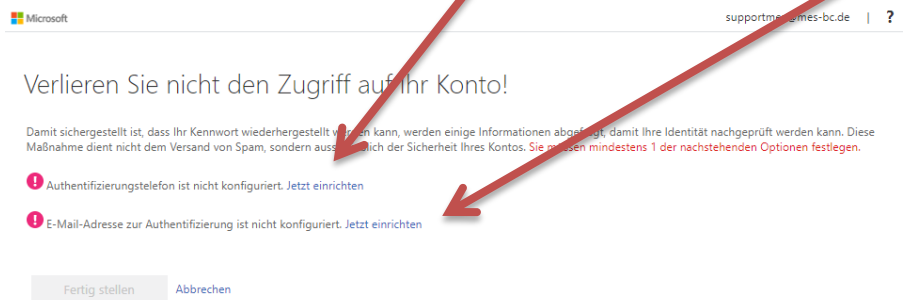 Microsoft
supportmes@mes-bc.de | ?
Verlieren Sie nicht den Zugriff auf Ihr Konto!
Damit sichergestellt ist, dass Ihr Kennwort wiederhergestellt werden kann, werden einige Informationen abgefragt, damit Ihre Identität nachgeprüft werden kann. Diese
Maßnahme dient nicht dem Versand von Spam, sondern ausschließlich der Sicherheit Ihres Kontos. Sie müssen mindestens 1 der nachstehenden Optionen festlegen.
! Authentifizierungstelefon ist nicht konfiguriert. Jetzt einrichten
! E-Mail-Adresse zur Authentifizierung ist nicht konfiguriert. Jetzt einrichten
Fertig stellen Abbrechen